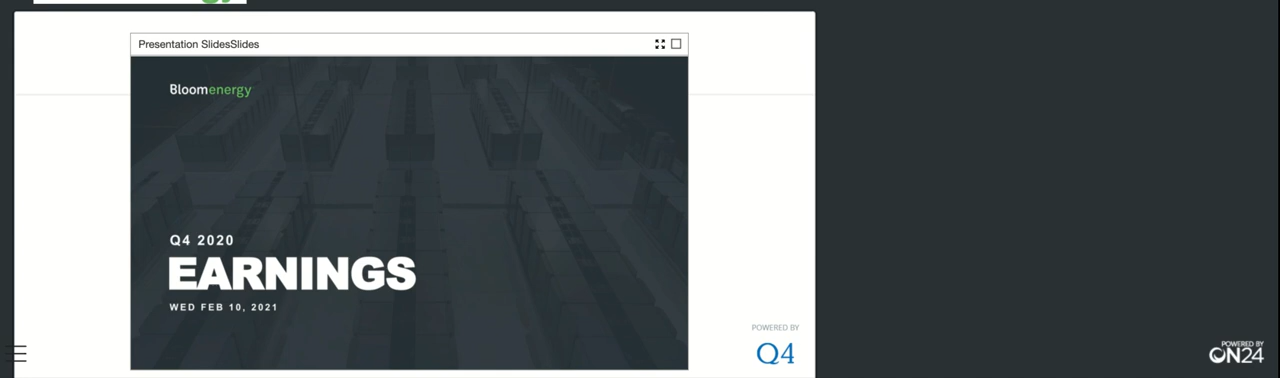 Presentation SlidesSlides
Bloomenergy
Q4 2020
EARNINGS
WED FEB 10, 2021
POWERED BY
Q4
POWERED BY
ON24